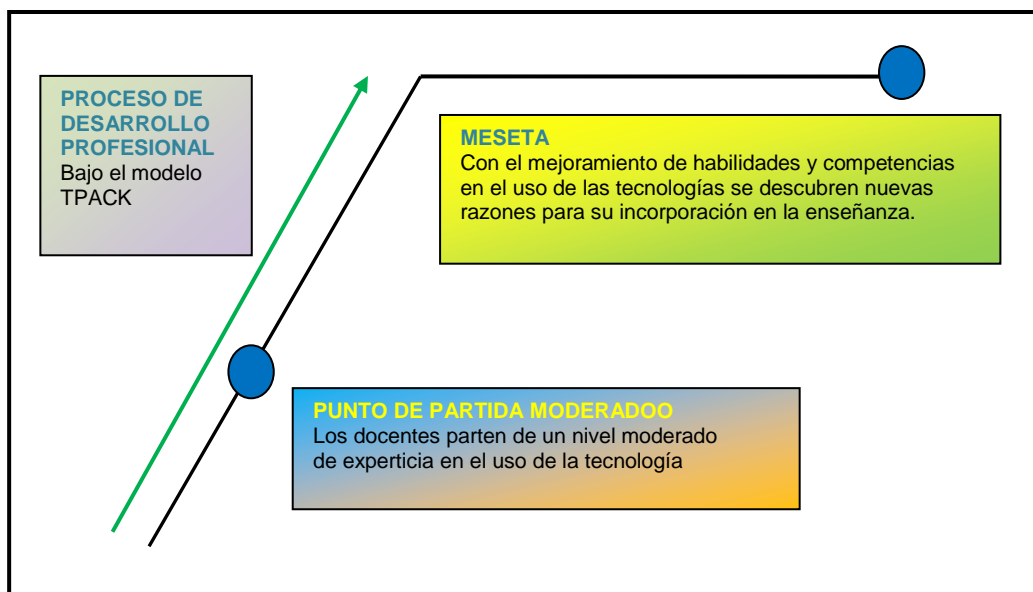 PROCESO DE
DESARROLLO
PROFESIONAL
Bajo el modelo
TPACK
MESETA
Con el mejoramiento de habilidades y competencias
en el uso de las tecnologías se descubren nuevas
razones para su incorporación en la enseñanza.
PUNTO DE PARTIDA MODERADOO
Los docentes parten de un nivel moderado
de experticia en el uso de la tecnología